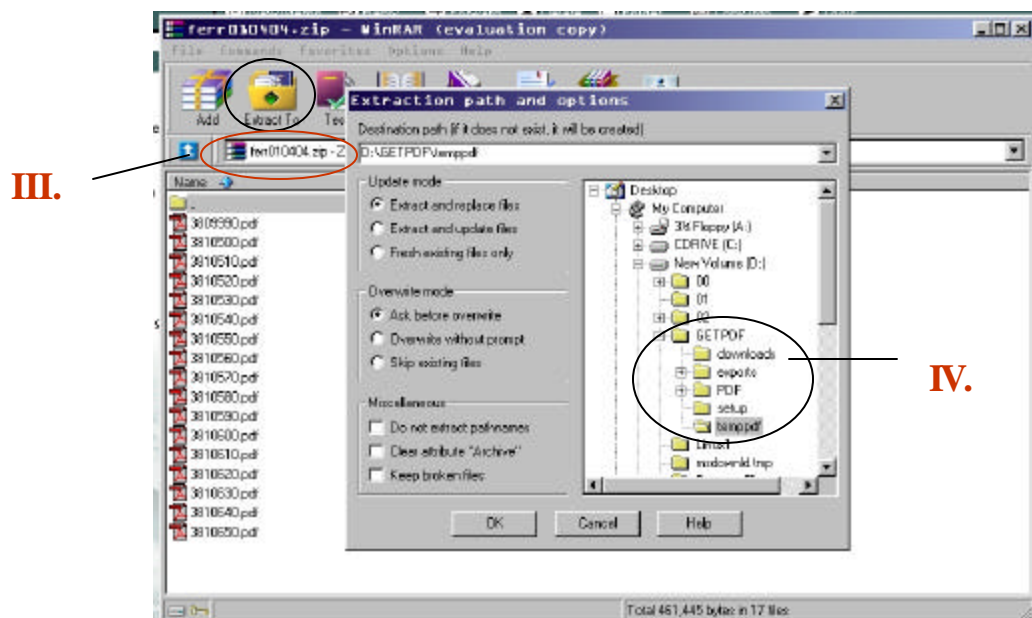 ferr010404.zip - WinRAR (evaluation copy)
File Commands Favorites Options Help
Add Extract To
ferr010404.zip - Z
III.
Name
3809990.pdf
3810500.pdf
3810510.pdf
3810520.pdf
3810530.pdf
3810540.pdf
3810550.pdf
3810560.pdf
3810570.pdf
3810580.pdf
3810590.pdf
3810600.pdf
3810610.pdf
3810620.pdf
3810630.pdf
3810640.pdf
3810650.pdf
Extraction path and options
Destination path (if it does not exist, it will be created)
D:\GETPDF\temppdf
Update mode
Extract and replace files
Extract and update files
Fresh existing files only
Overwrite mode
Ask before overwrite
Overwrite without prompt
Skip existing files
Miscellaneous
Do not extract pathnames
Clear attribute "Archive"
Keep broken files
Desktop
My Computer
3½ Floppy (A:)
CDRIVE (C:)
New Volume (D:)
00
01
02
GETPDF
downloads
exports
PDF
setup
temppdf
msdownld.tmp
IV.
OK Cancel Help
Total 461,445 bytes in 17 files